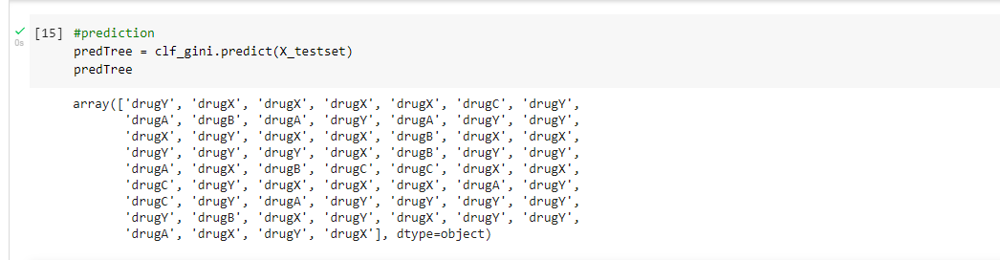 [15] #prediction
0s
predTree = clf_gini.predict(X_testset)
predTree
array(['drugY', 'drugX', 'drugX', 'drugX', 'drugX', 'drugC', 'drugY',
'drugA', 'drugB', 'drugA', 'drugY', 'drugA', 'drugY', 'drugY',
'drugX', 'drugY', 'drugX', 'drugX', 'drugB', 'drugX', 'drugX',
'drugY', 'drugY', 'drugY', 'drugX', 'drugB', 'drugY', 'drugY',
'drugA', 'drugX', 'drugB', 'drugC', 'drugC', 'drugX', 'drugX',
'drugC', 'drugY', 'drugX', 'drugX', 'drugX', 'drugA', 'drugY',
'drugC', 'drugY', 'drugA', 'drugY', 'drugY', 'drugY', 'drugY',
'drugY', 'drugB', 'drugX', 'drugY', 'drugX', 'drugY', 'drugY',
'drugA', 'drugX', 'drugY', 'drugX'], dtype=object)